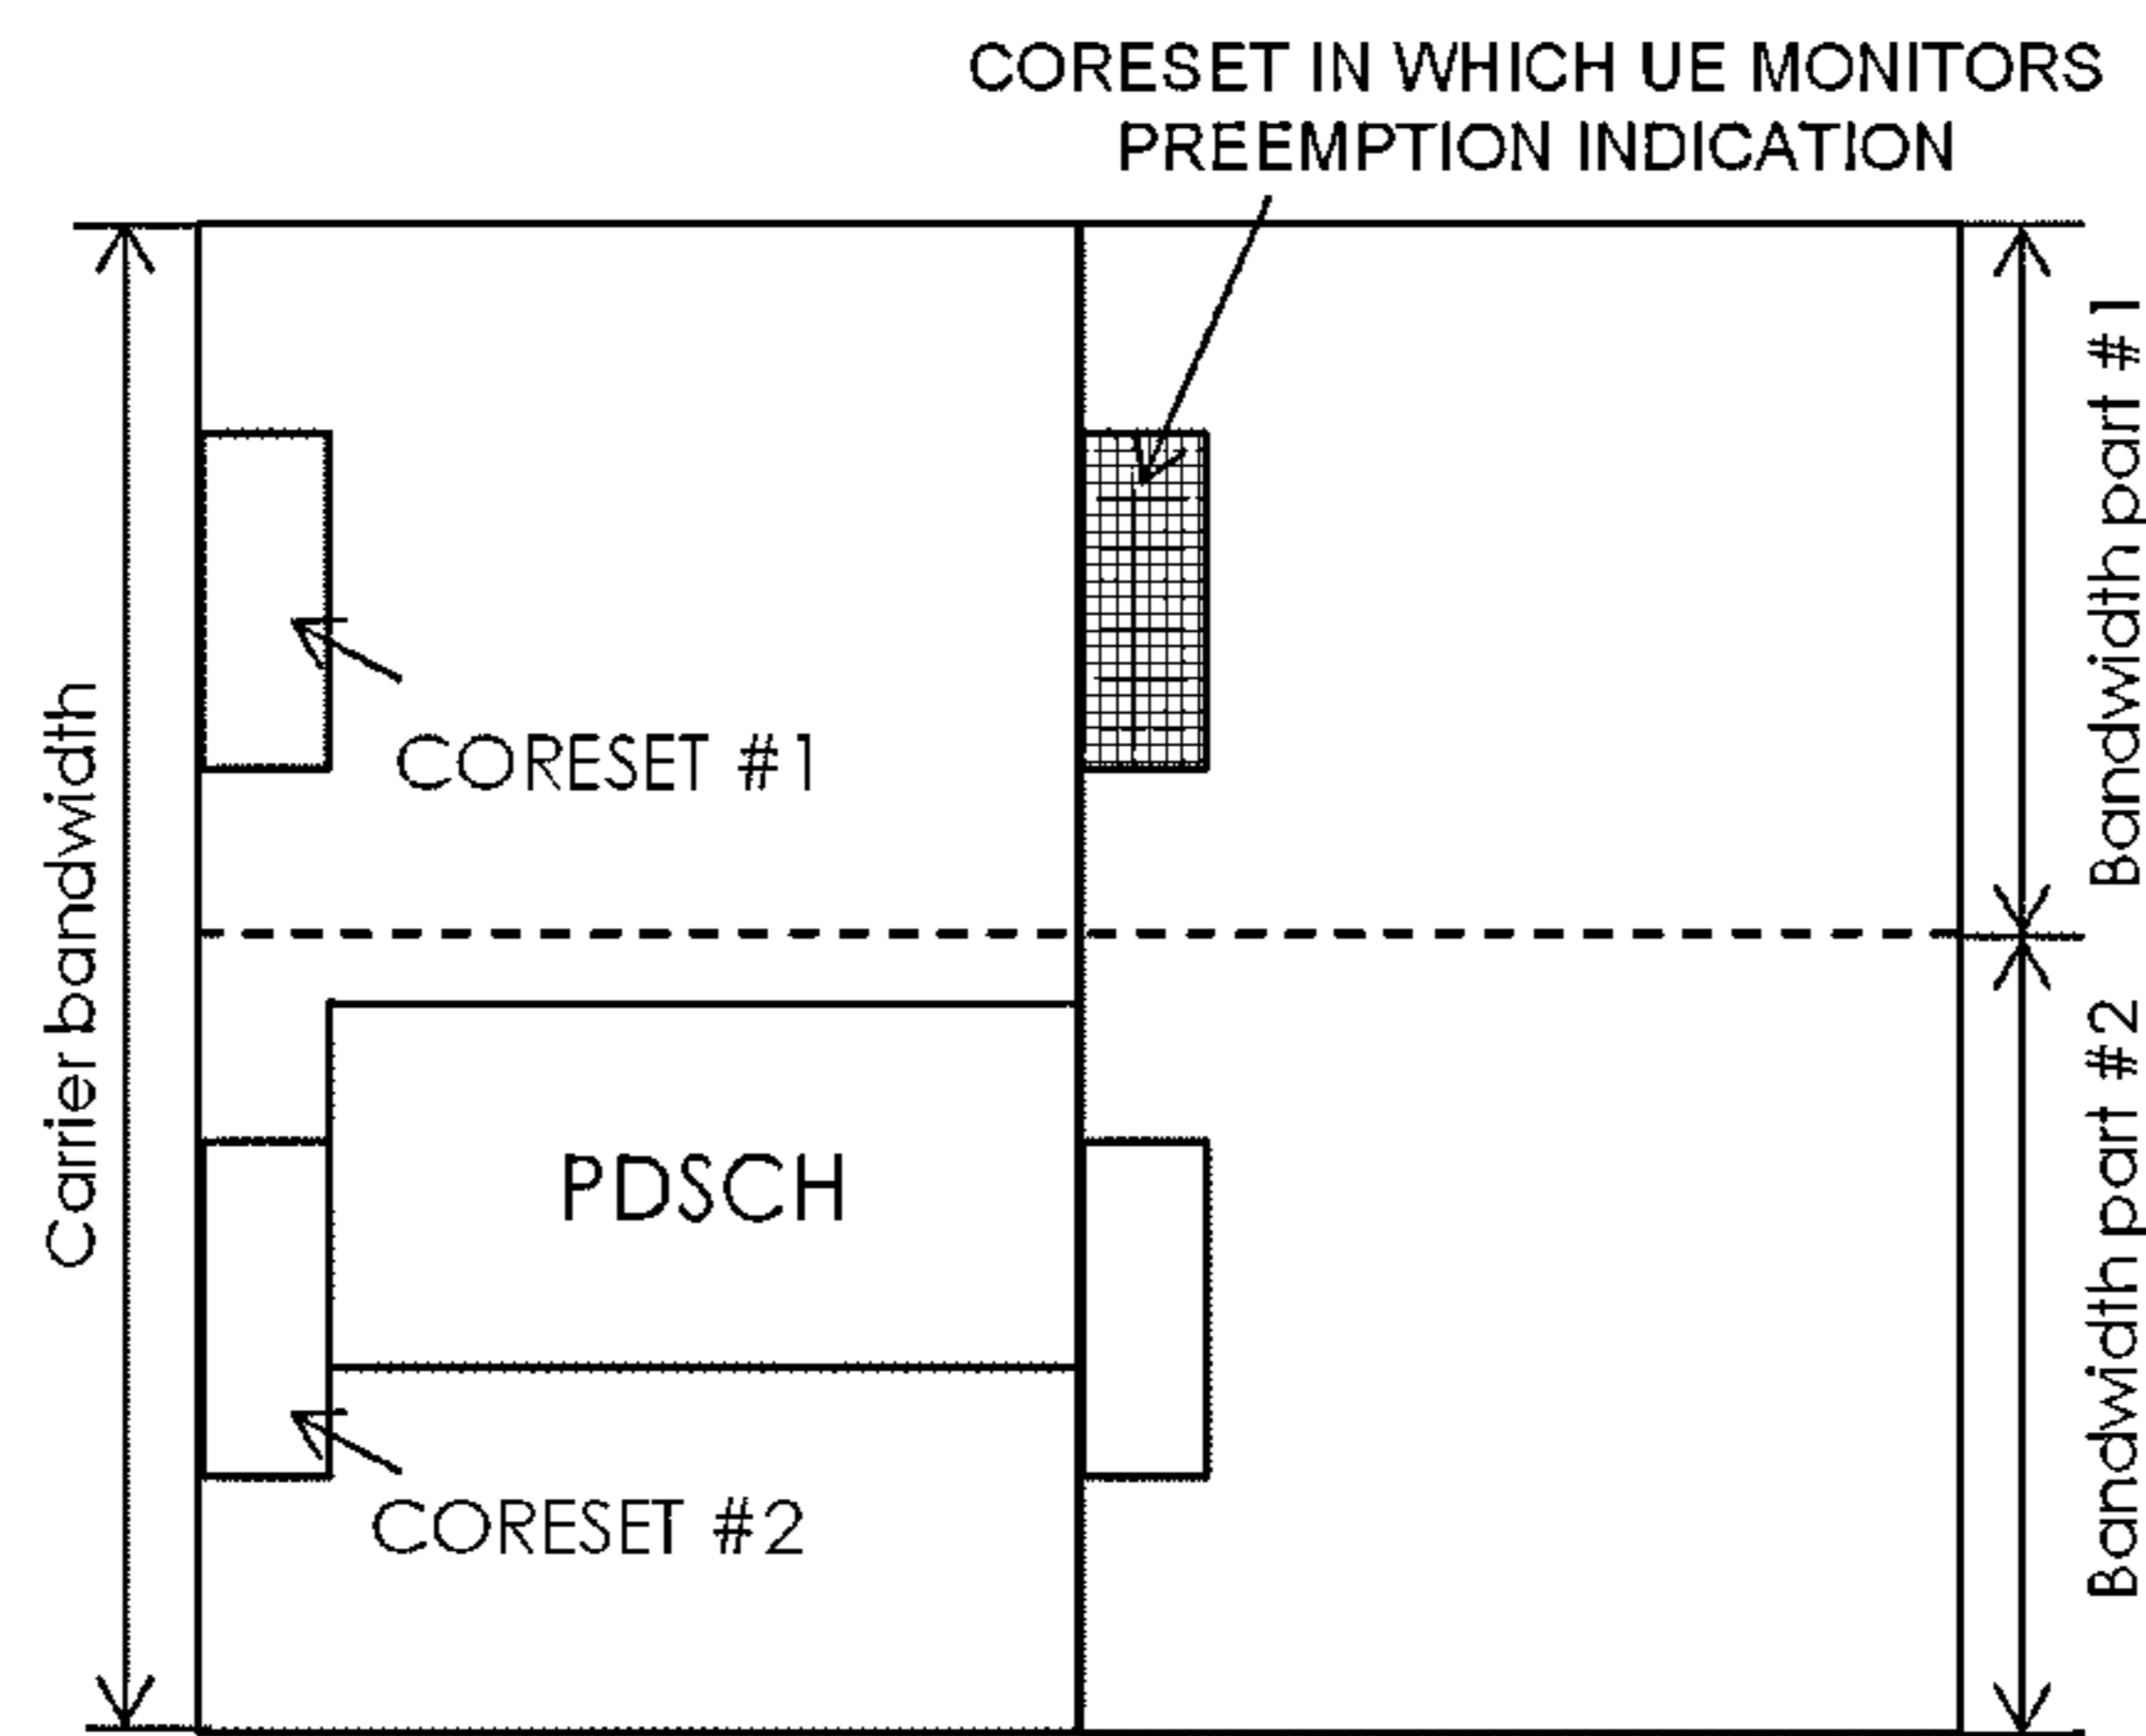 CORESET IN WHICH UE MONITORS
PREEMPTION INDICATION
Carrier bandwidth
CORESET #1
Bandwidth part #1
PDSCH
CORESET #2
Bandwidth part #2